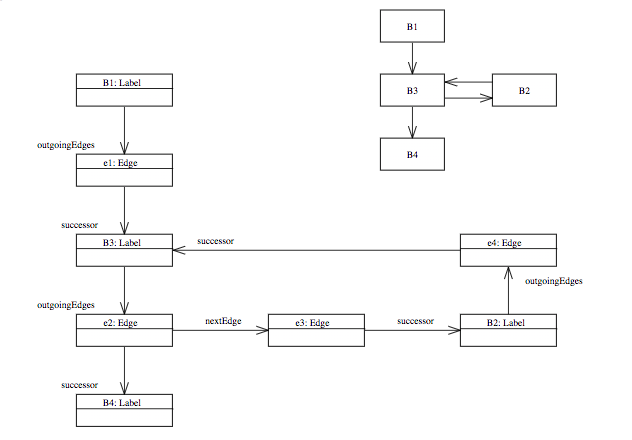 B1
B1: Label
B3
B2
outgoingEdges
B4
e1: Edge
successor
B3: Label
successor
e4: Edge
outgoingEdges
outgoingEdges
e2: Edge
nextEdge
e3: Edge
successor
B2: Label
successor
B4: Label